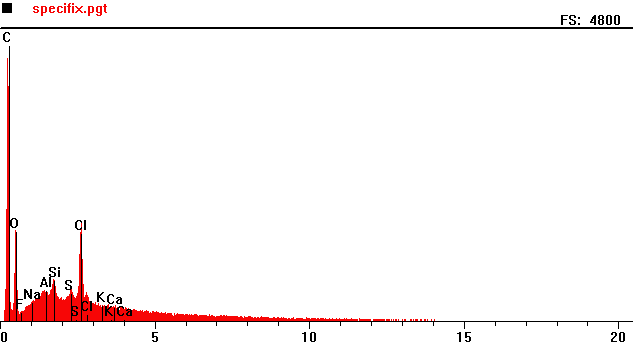 specifix.pgt
FS: 4800
C
O
Cl
Si
Al
S
Na
K
Ca
F
Cl
S
K
Ca
0
5
10
15
20